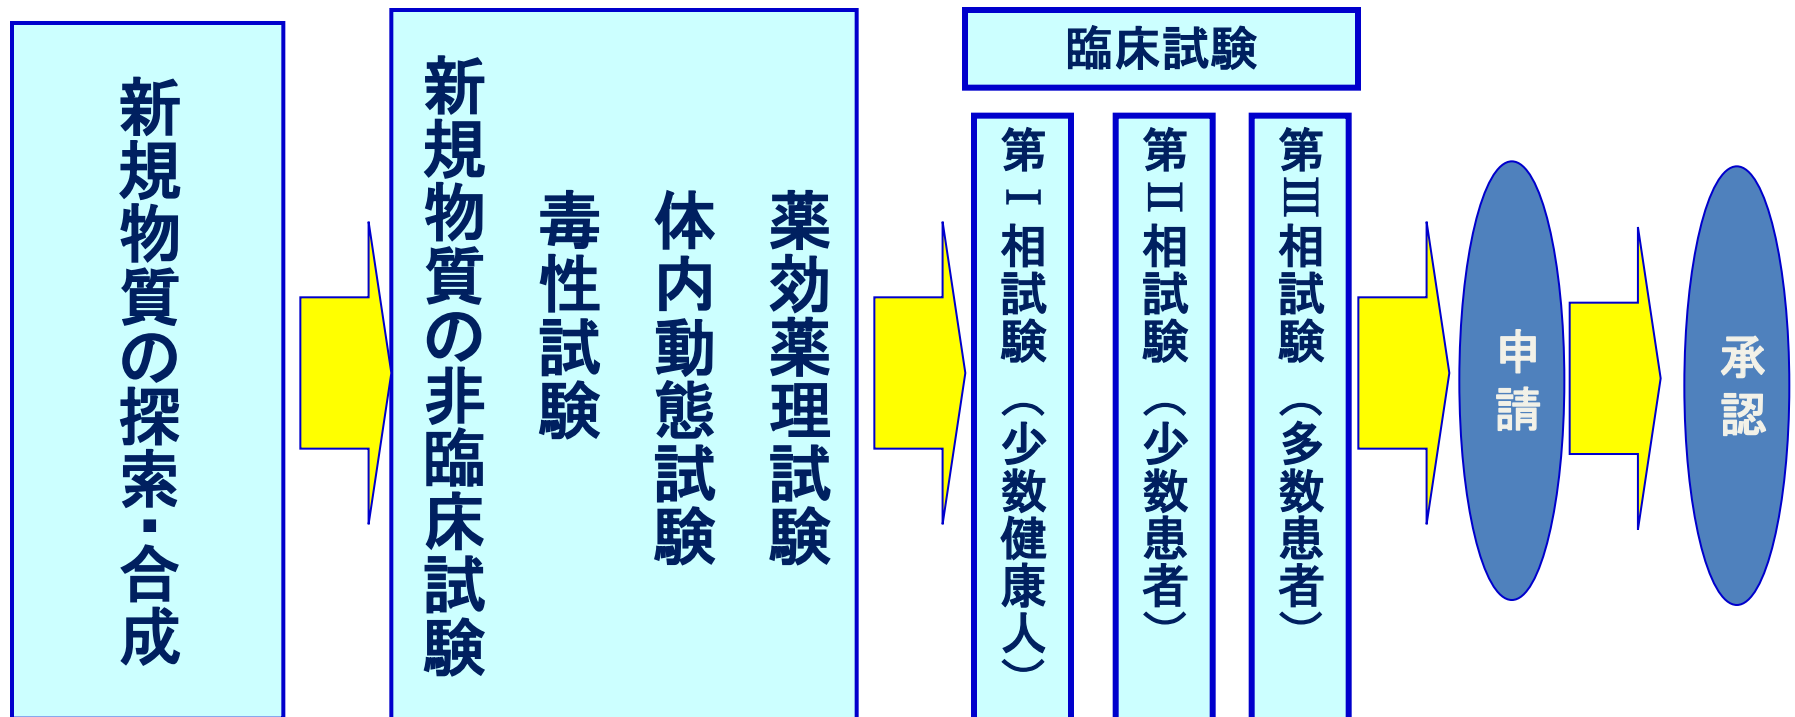 新規物質の探索・合成
新規物質の非臨床試験
毒性試験
体内動態試験
薬効薬理試験
臨床試験
第Ⅰ相試験（少数健康人）
第Ⅱ相試験（少数患者）
第Ⅲ相試験（多数患者）
申請
承認